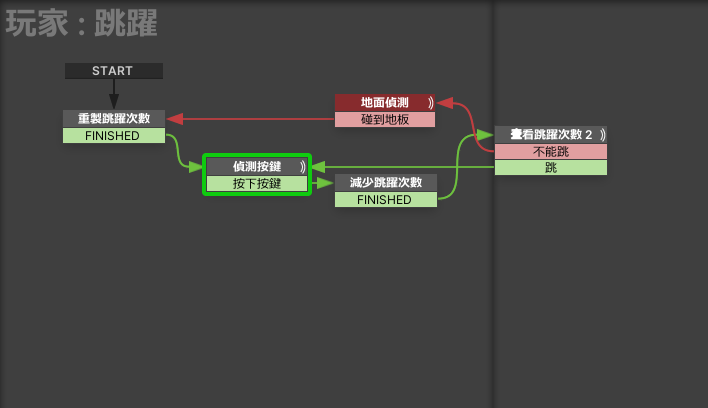 玩家 : 跳躍
START
重製跳躍次數
FINISHED
偵測按鍵
按下按鍵
地面偵測
碰到地板
減少跳躍次數
FINISHED
查看跳躍次數 2
不能跳
跳